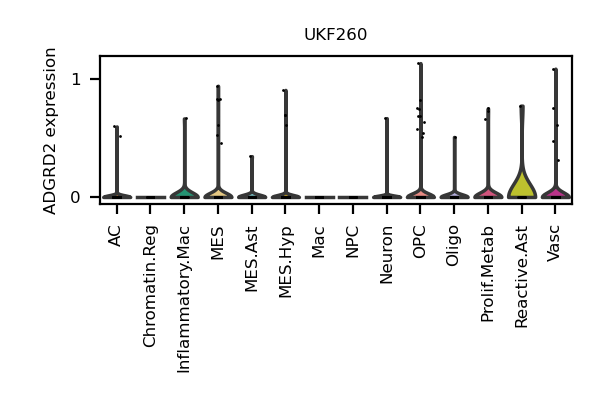 UKF260
ADGRD2 expression
1
0
AC
Chromatin.Reg
Inflammatory.Mac
MES
MES.Ast
MES.Hyp
Mac
NPC
Neuron
OPC
Oligo
Prolif.Metab
Reactive.Ast
Vasc